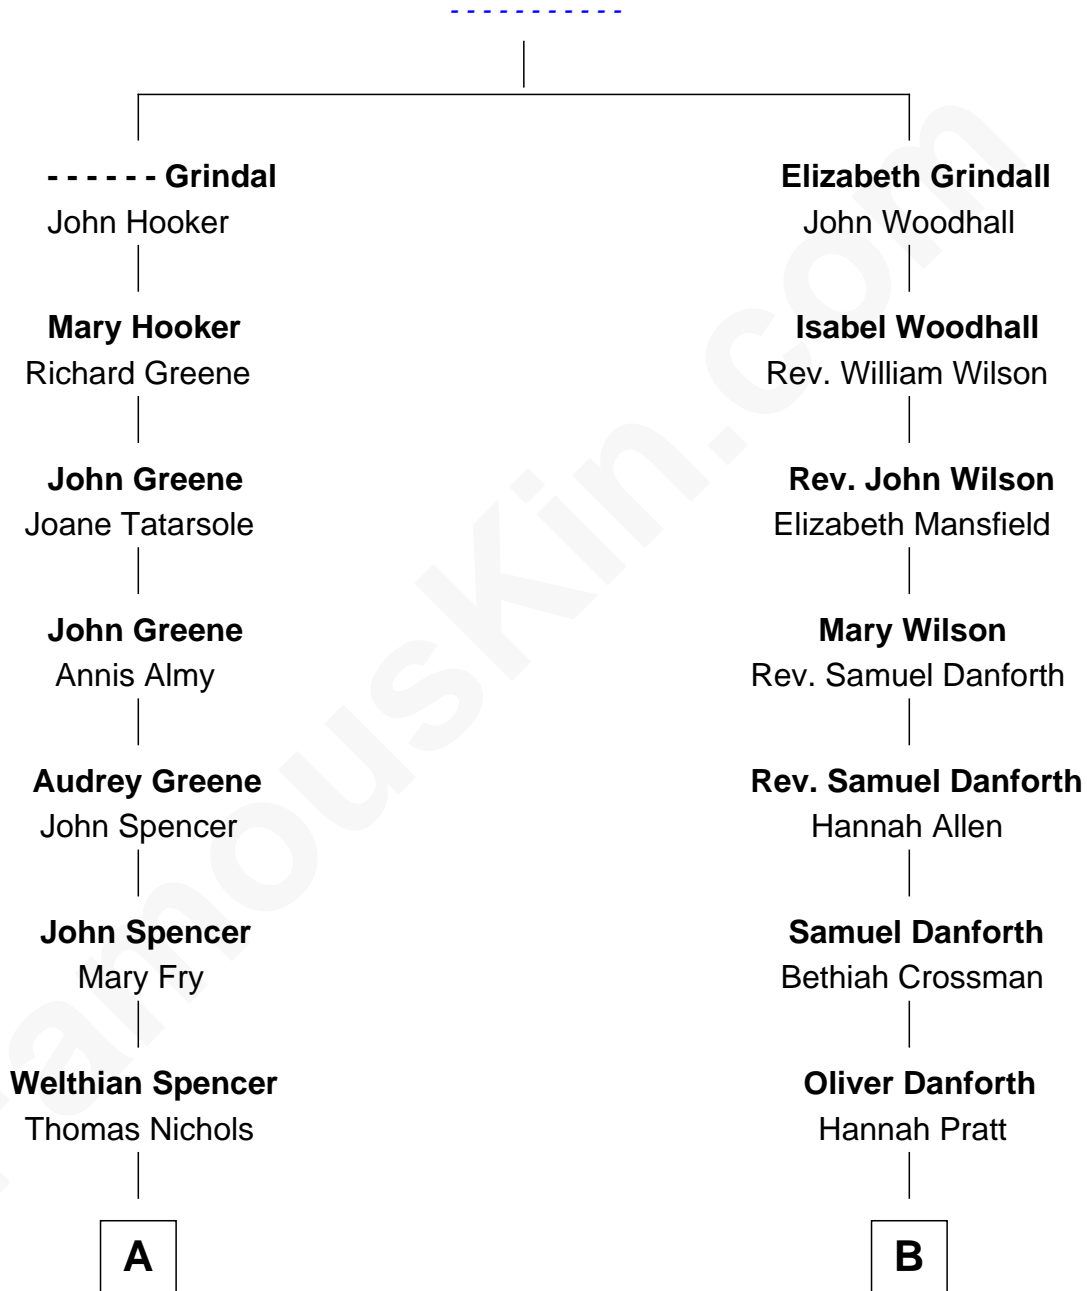 - - - - - - - - - - -
- - - - - - Grindal
John Hooker
Mary Hooker
Richard Greene
John Greene
Joane Tatarsole
John Greene
Annis Almy
Audrey Greene
John Spencer
John Spencer
Mary Fry
Welthian Spencer
Thomas Nichols
A
Elizabeth Grindall
John Woodhall
Isabel Woodhall
Rev. William Wilson
Rev. John Wilson
Elizabeth Mansfield
Mary Wilson
Rev. Samuel Danforth
Rev. Samuel Danforth
Hannah Allen
Samuel Danforth
Bethiah Crossman
Oliver Danforth
Hannah Pratt
B
FamousKin.com